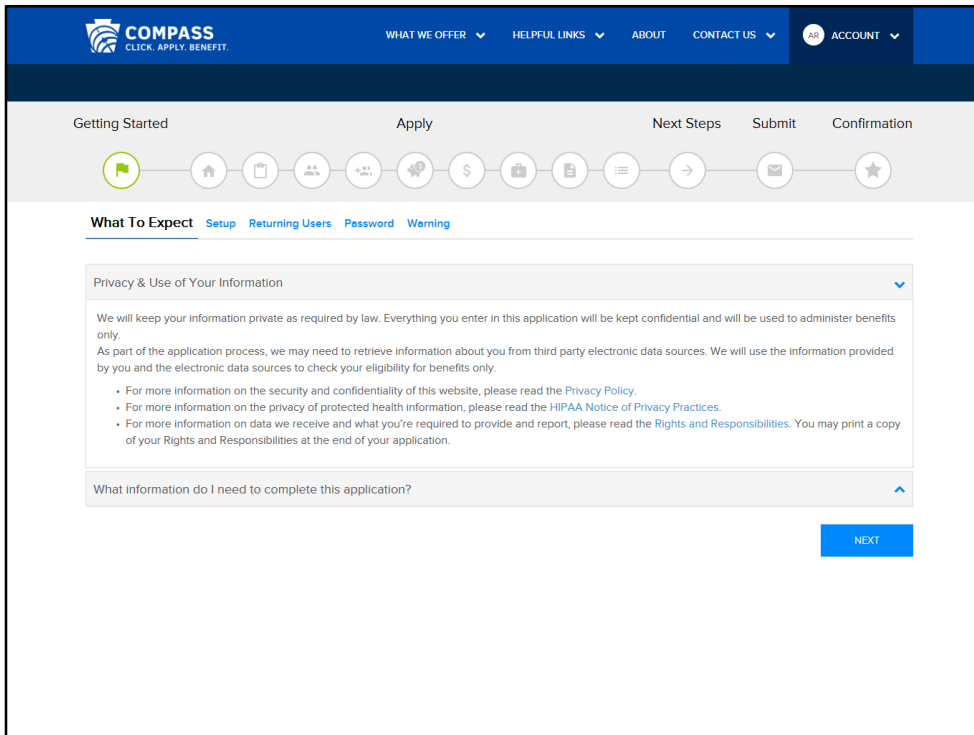 COMPASS
CLICK. APPLY. BENEFIT.
WHAT WE OFFER HELPFUL LINKS ABOUT CONTACT US AR ACCOUNT
Getting Started Apply Next Steps Submit Confirmation
What To Expect Setup Returning Users Password Warning
Privacy & Use of Your Information
We will keep your information private as required by law. Everything you enter in this application will be kept confidential and will be used to administer benefits
only.
As part of the application process, we may need to retrieve information about you from third party electronic data sources. We will use the information provided
by you and the electronic data sources to check your eligibility for benefits only.
• For more information on the security and confidentiality of this website, please read the Privacy Policy.
• For more information on the privacy of protected health information, please read the HIPAA Notice of Privacy Practices.
• For more information on data we receive and what you're required to provide and report, please read the Rights and Responsibilities. You may print a copy
of your Rights and Responsibilities at the end of your application.
What information do I need to complete this application?
NEXT